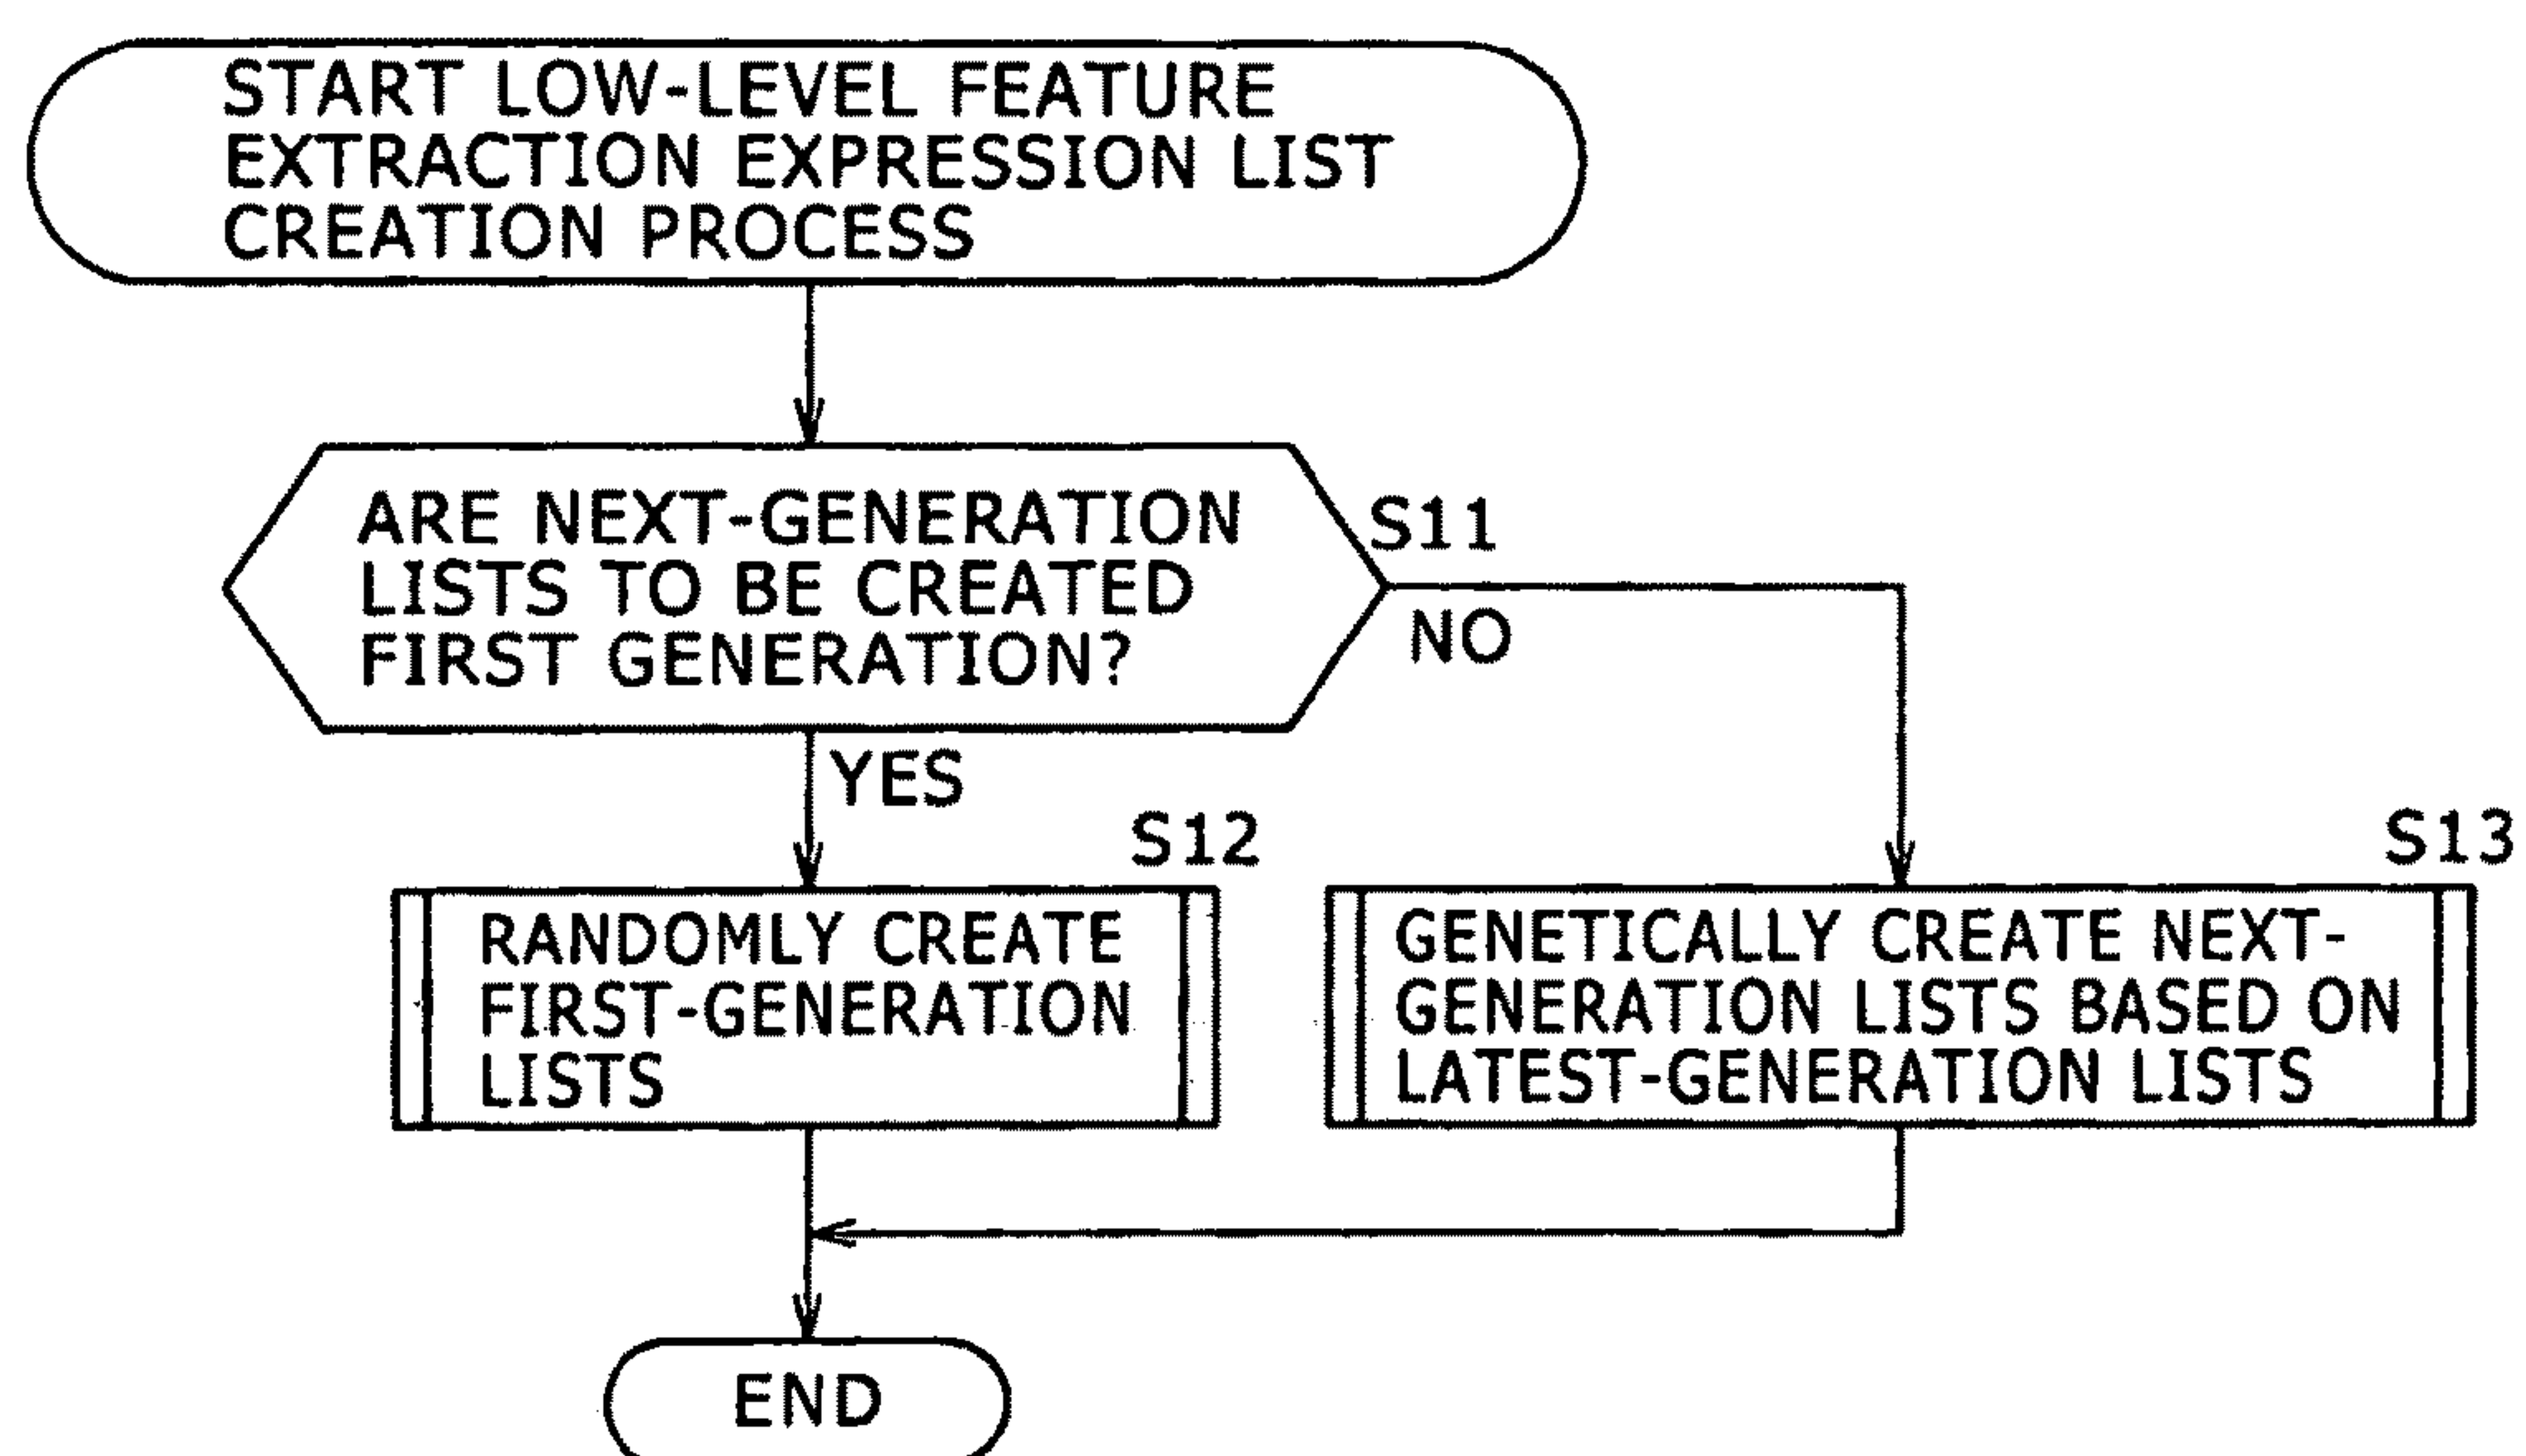 START LOW-LEVEL FEATURE
EXTRACTION EXPRESSION LIST
CREATION PROCESS
ARE NEXT-GENERATION
LISTS TO BE CREATED
FIRST GENERATION?
S11
NO
YES
S12
RANDOMLY CREATE
FIRST-GENERATION
LISTS
S13
GENETICALLY CREATE NEXT-
GENERATION LISTS BASED ON
LATEST-GENERATION LISTS
END